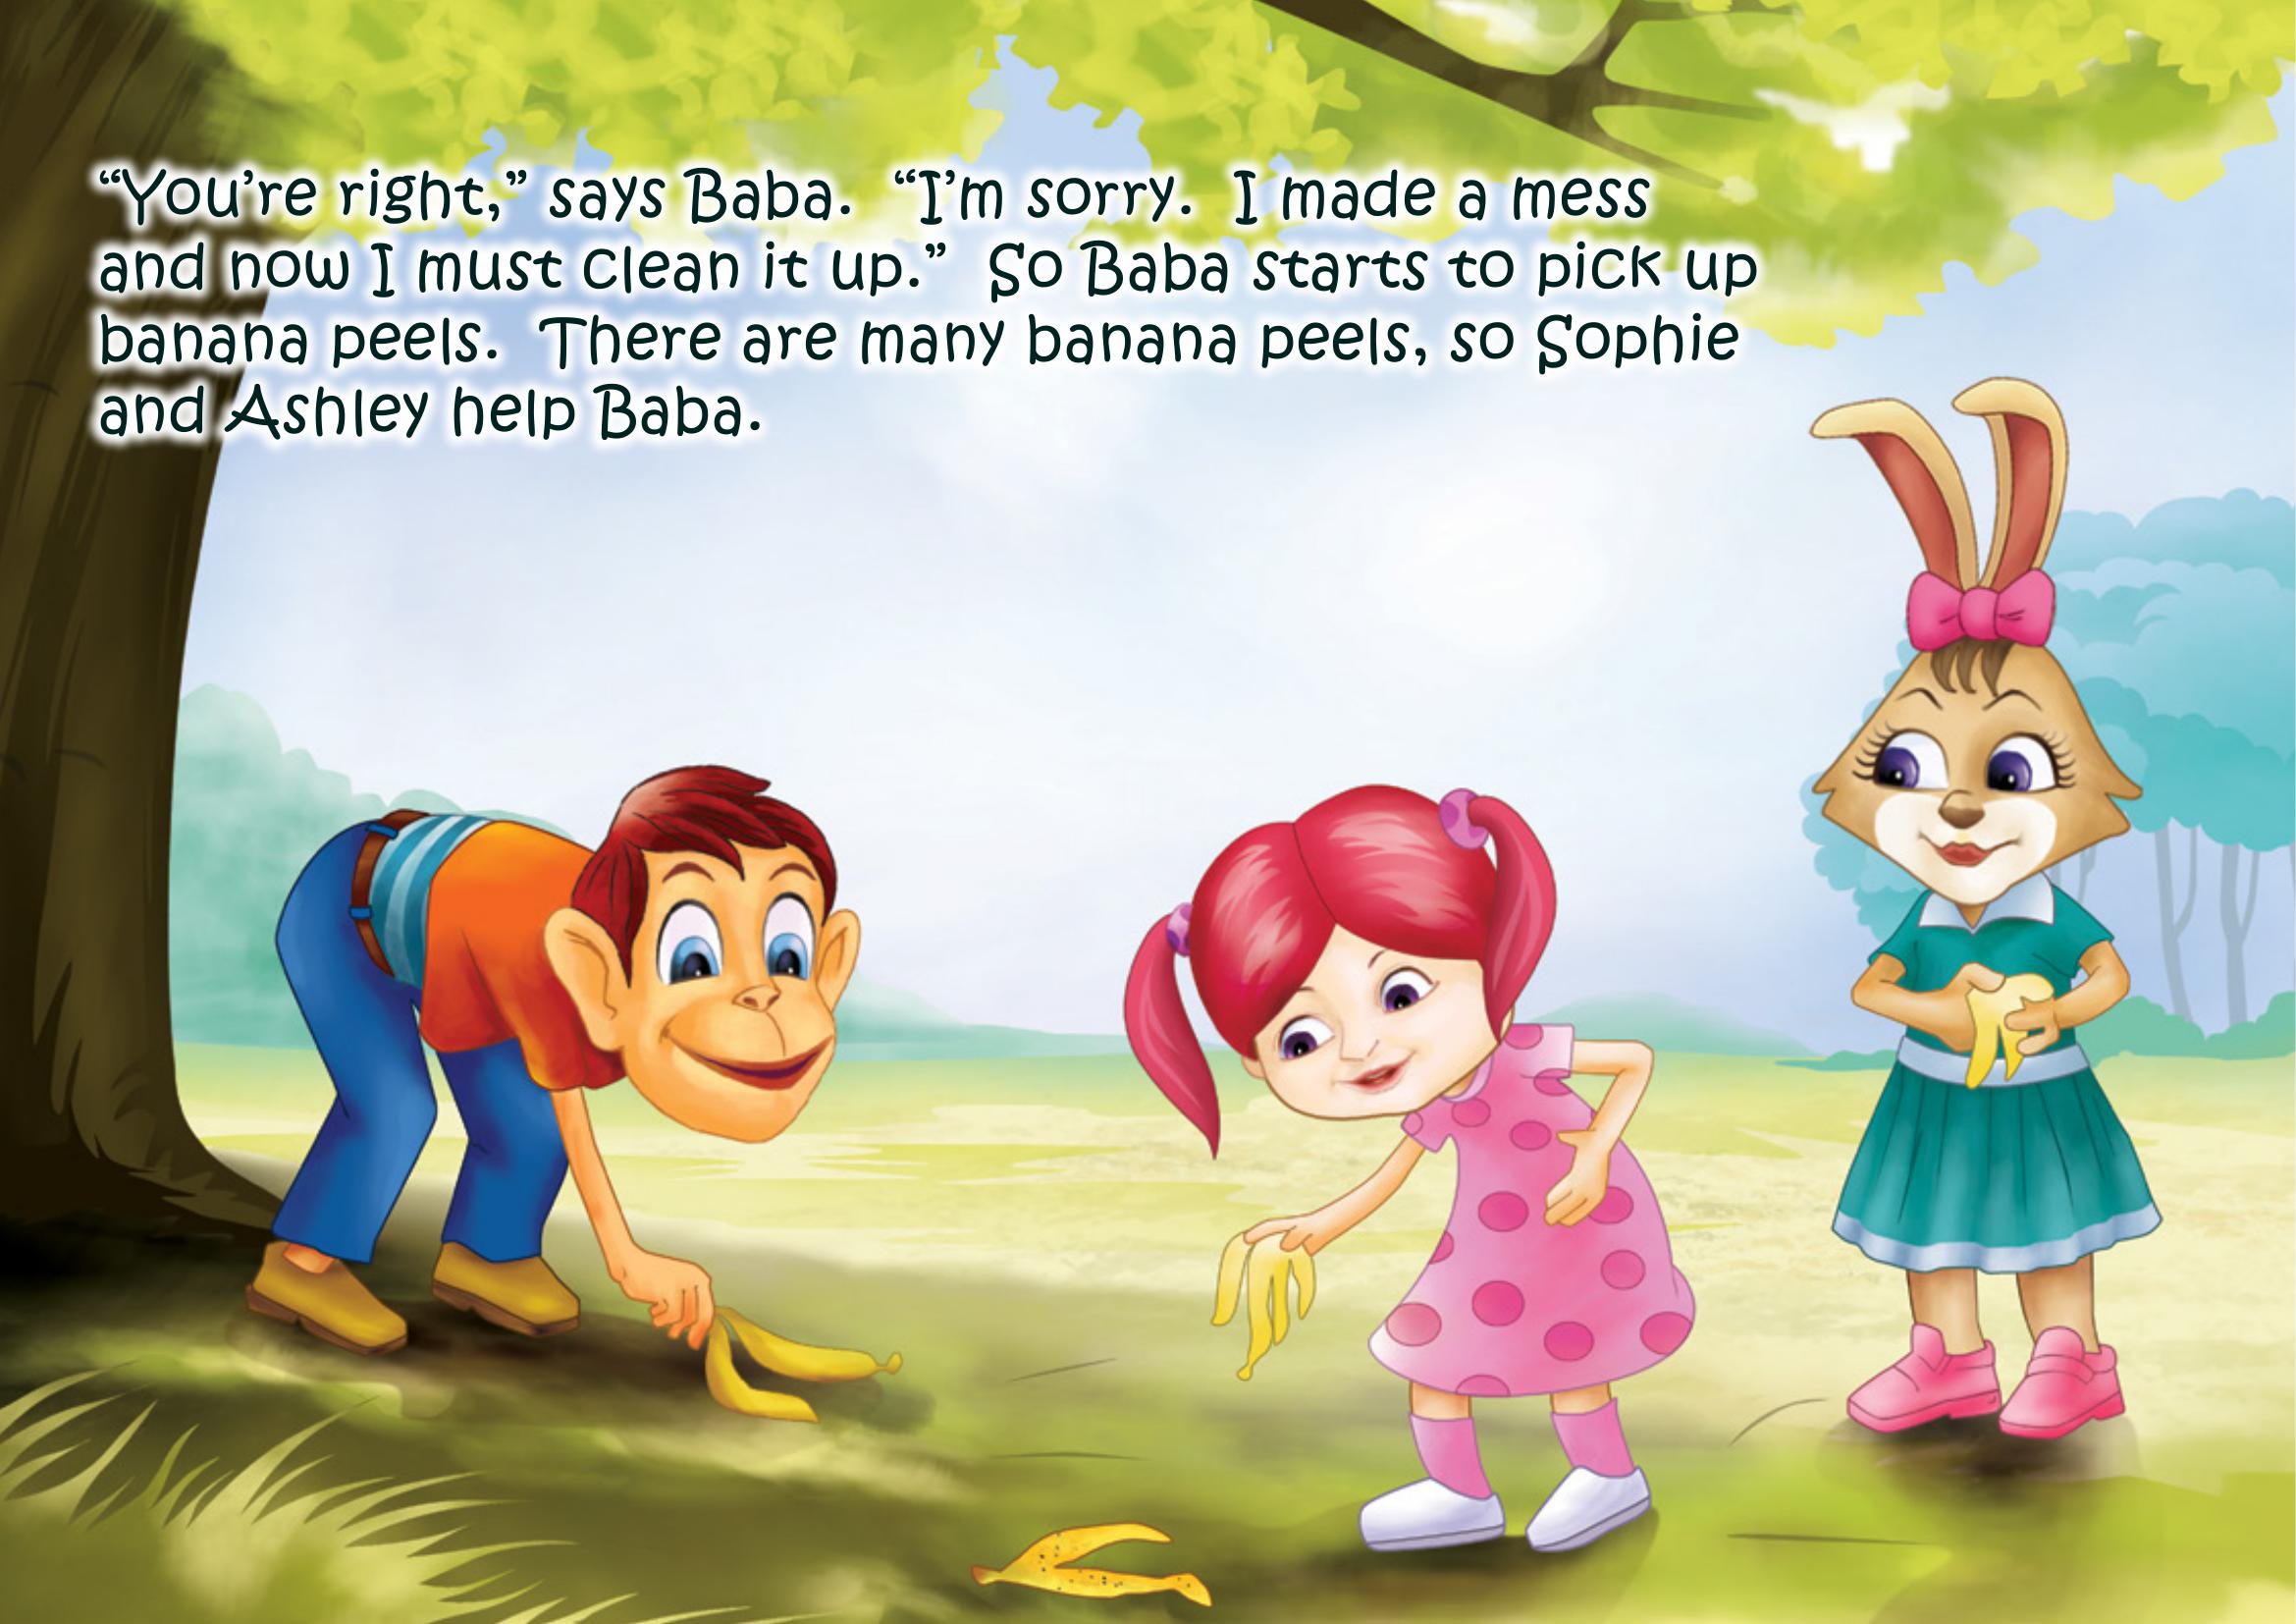 “You’re right,” says Baba.  “I’m sorry.  I made a mess
and now I must clean it up.”  So Baba starts to pick up
banana peels.  There are many banana peels, so Sophie
and Ashley help Baba.